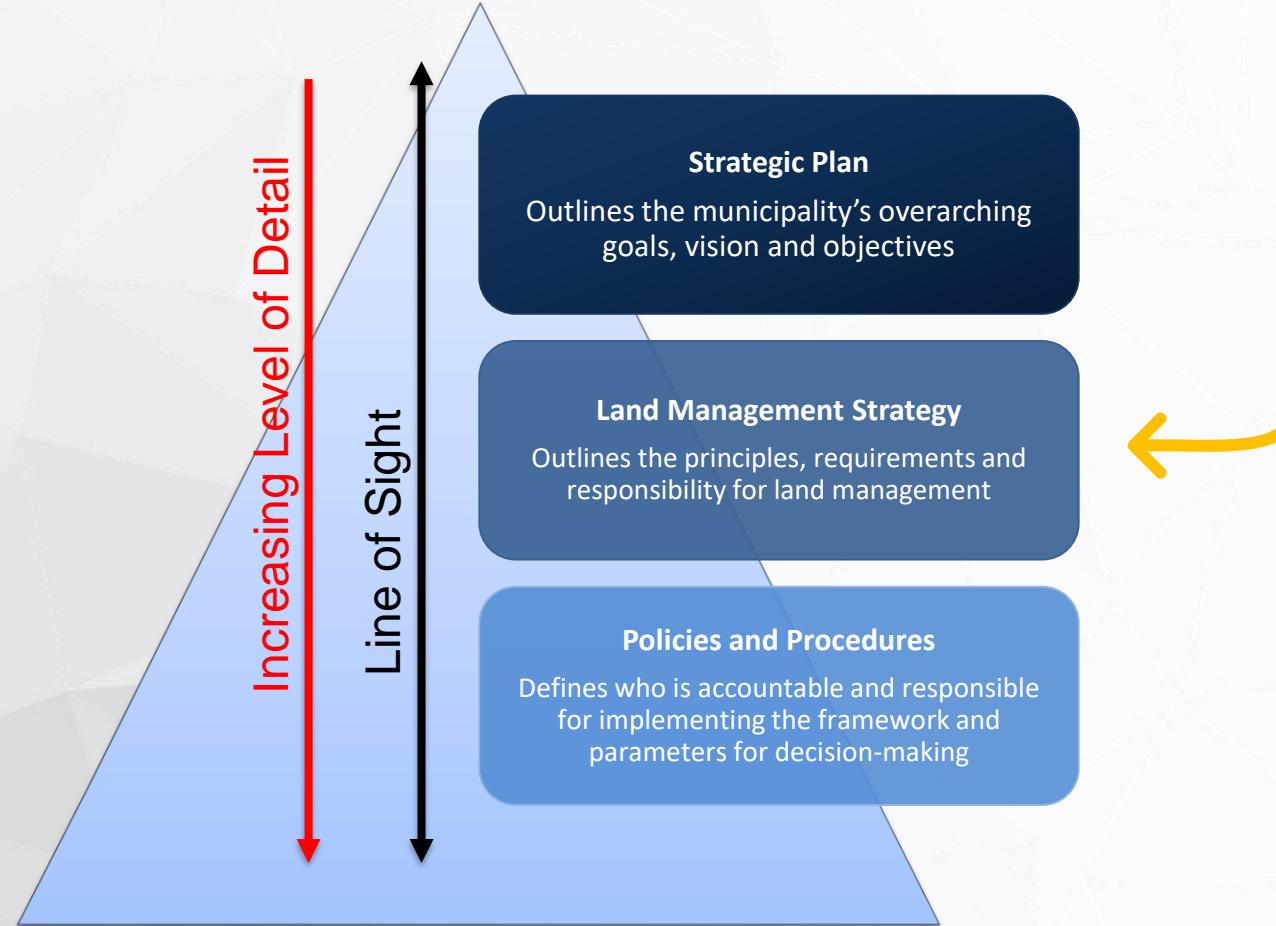 Increasing Level of Detail
Line of Sight
Strategic Plan
Outlines the municipality’s overarching
goals, vision and objectives
Land Management Strategy
Outlines the principles, requirements and
responsibility for land management
Policies and Procedures
Defines who is accountable and responsible
for implementing the framework and
parameters for decision-making